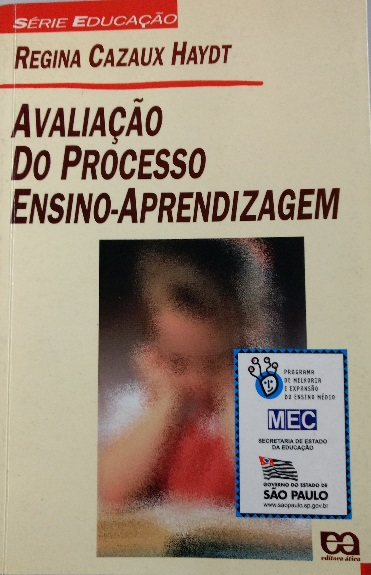 SÉRIE EDUCAÇÃO
REGINA CAZAUX HAYDT
AVALIAÇÃO
DO PROCESSO
ENSINO-APRENDIZAGEM
PROGRAMA
DE MELHORIA
E EXPANSÃO
DO ENSINO MÉDIO
MEC
SECRETARIA DE ESTADO
DA EDUCAÇÃO
GOVERNO DO ESTADO DE
SÃO PAULO
www.saopaulo.sp.gov.br
ea
editora ática